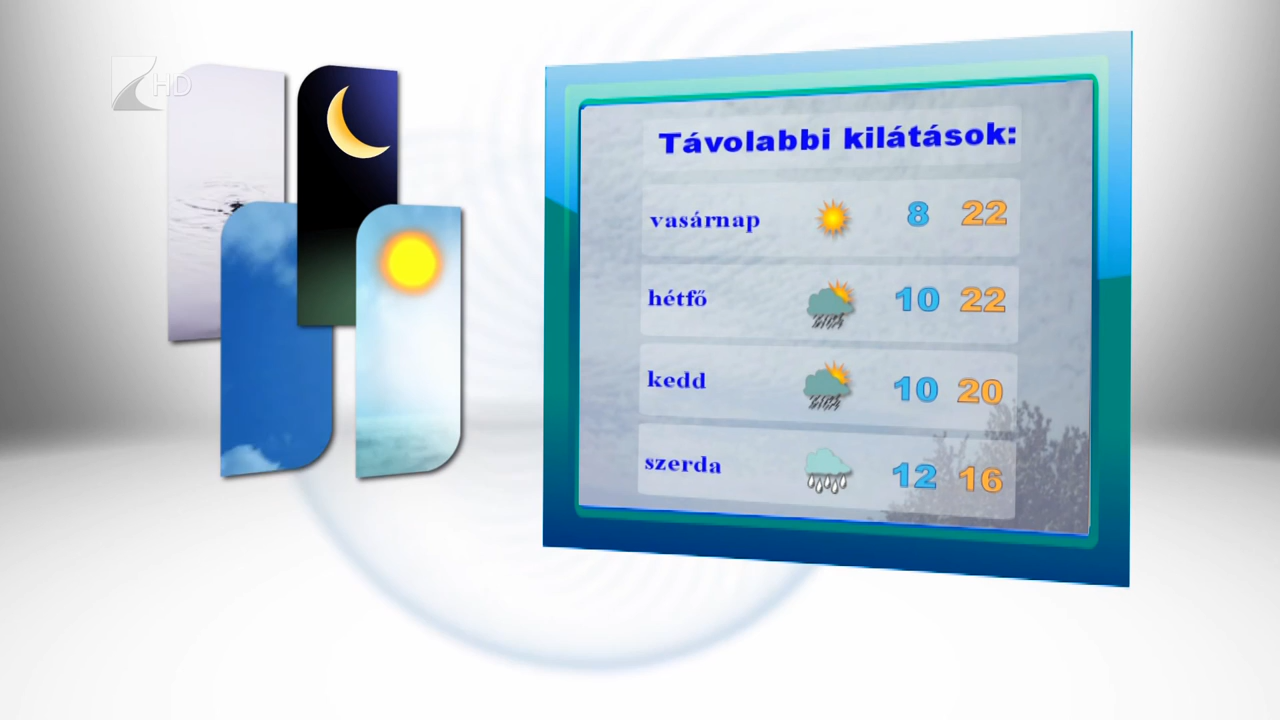 HD
Távolabbi kilátások:
vasárnap 8 22
hétfő 10 22
kedd 10 20
szerda 12 16